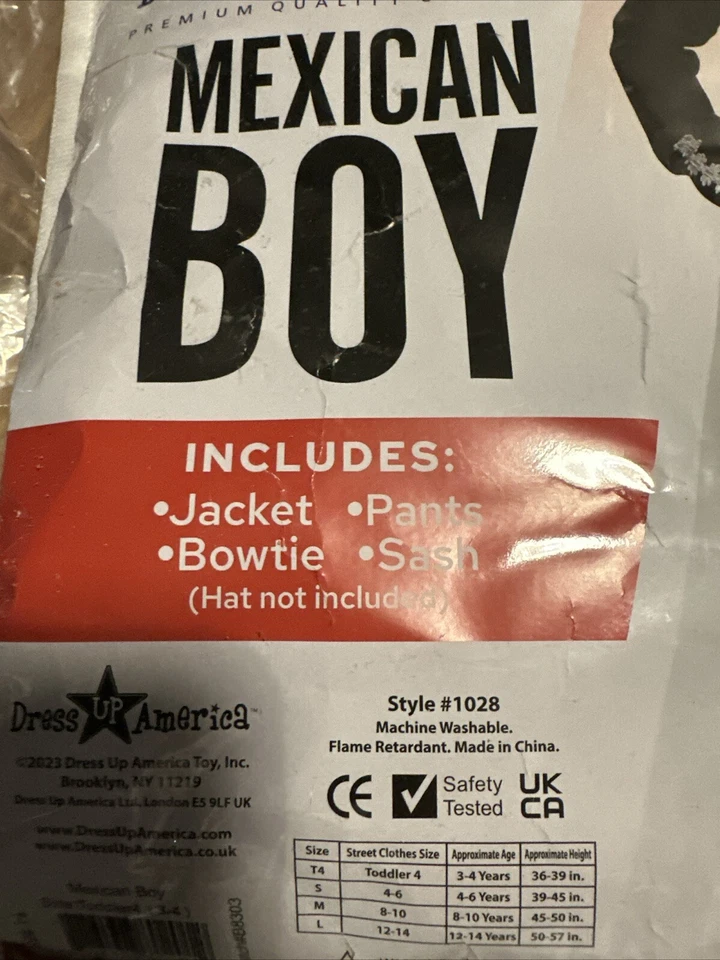 PREMIUM QUALITY
MEXICAN
BOY
INCLUDES:
•Jacket •Pants
•Bowtie •Sash
(Hat not included)
Dress UP America™
©2023 Dress Up America Toy, Inc.
Brooklyn, NY 11219
Dress Up America Ltd. London E5 9LF UK
www.DressUpAmerica.com
www.DressUpAmerica.co.uk
Mexican Boy
Style #1028
Machine Washable.
Flame Retardant. Made in China.
CE Safety Tested UK CA
Size Street Clothes Size Approximate Age Approximate Height
T4 Toddler 4 3-4 Years 36-39 in.
S 4-6 4-6 Years 39-45 in.
M 8-10 8-10 Years 45-50 in.
L 12-14 12-14 Years 50-57 in.